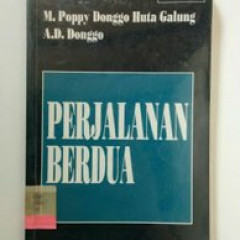 M. Poppy Donggo Huta Galung
A.D. Donggo
PERJALANAN
BERDUA